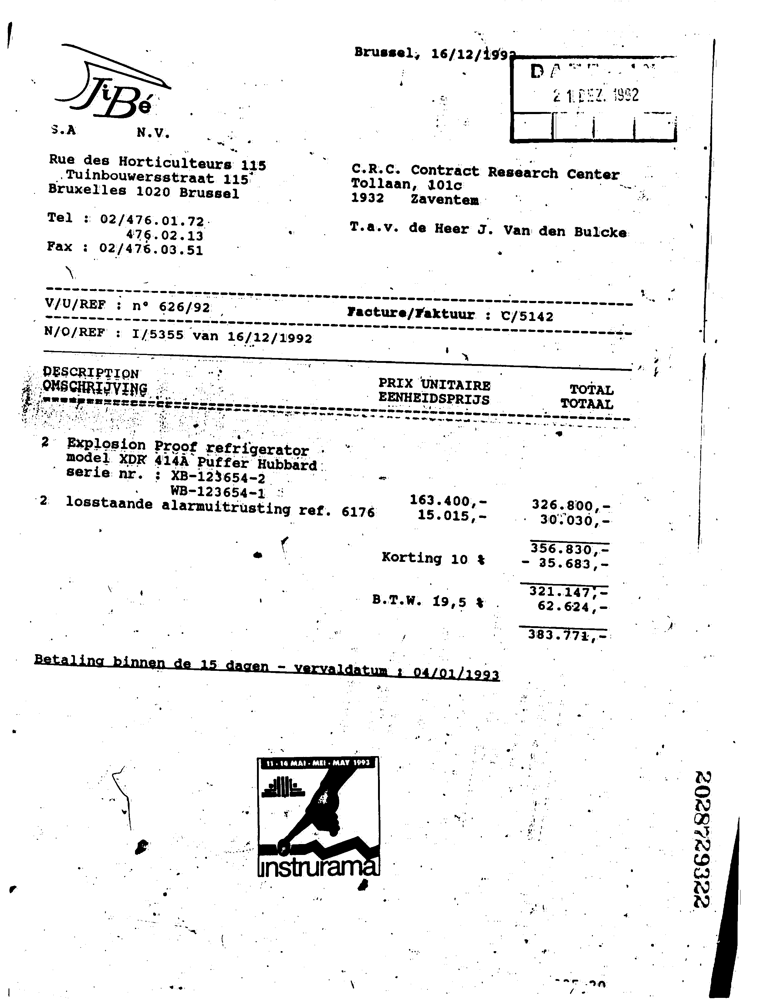 Brussel, 16/12/1992
21 DEZ. 1992
JiBé
S.A N.V.
Rue des Horticulteurs 115
Tuinbouwersstraat 115
Bruxelles 1020 Brussel
C.R.C. Contract Research Center
Tollaan, 101c
1932 Zaventem
Tel : 02/476.01.72
476.02.13
Fax : 02/476.03.51
T.a.v. de Heer J. Van den Bulcke
V/U/REF : n° 626/92
Facture/Faktuur : C/5142
N/O/REF : I/5355 van 16/12/1992
DESCRIPTION PRIX UNITAIRE TOTAL
OMSCHRIJVING EENHEIDSPRIJS TOTAAL
2 Explosion Proof refrigerator
model XDR 414A Puffer Hubbard
serie nr. : XB-123654-2
WB-123654-1 163.400,- 326.800,-
2 losstaande alarmuitrusting ref. 6176 15.015,- 30.030,-
356.830,-
Korting 10 % - 35.683,-
321.147,-
B.T.W. 19,5 % 62.624,-
383.771,-
Betaling binnen de 15 dagen - vervaldatum : 04/01/1993
11 - 14 MAI - MEI - MAY 1993
instrurama
2028729322